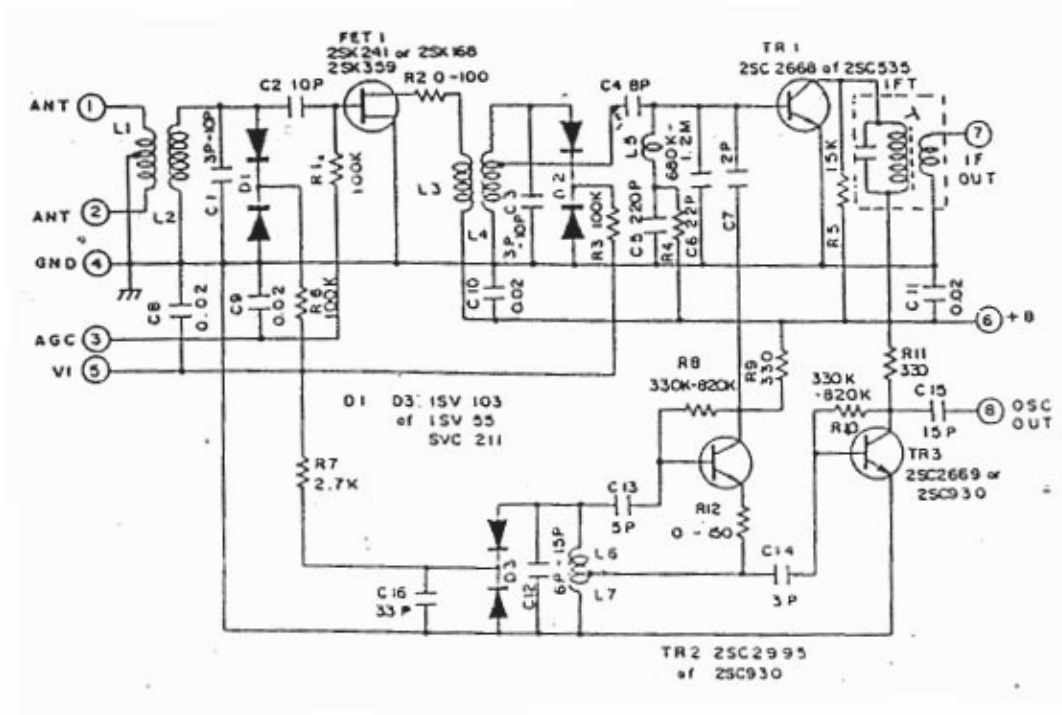 FET 1
2SK241 or 2SK168
2SK359
TR 1
2SC 2668 of 2SC535
C2 10P
R2 0-100
C4 8P
IFT
ANT 1
L1
3P-10P
C1
D1
R1
100K
L3
L4
C3
3P
-10P
R3 100K
L5
680K-
1.2M
C5 220P
R4
C6 22P
2P
C7
15K
R5
7
IF
OUT
ANT 2
L2
GND 4
C8
0.02
C9
0.02
R6
100K
C10
0.02
C11
0.02
AGC 3
6 +B
V1 5
D1 D3: 1SV 103
of 1SV 55
SVC 211
R8
330K-820K
R9
330
330K
-820K
R10
R11
330
C15
15P
8 OSC
OUT
TR3
2SC2669 or
2SC930
R7
2.7K
C13
5P
R12
0-150
C14
3P
D3
C12
6P-15P
L6
L7
C16
33P
TR2 2SC2995
of 2SC930